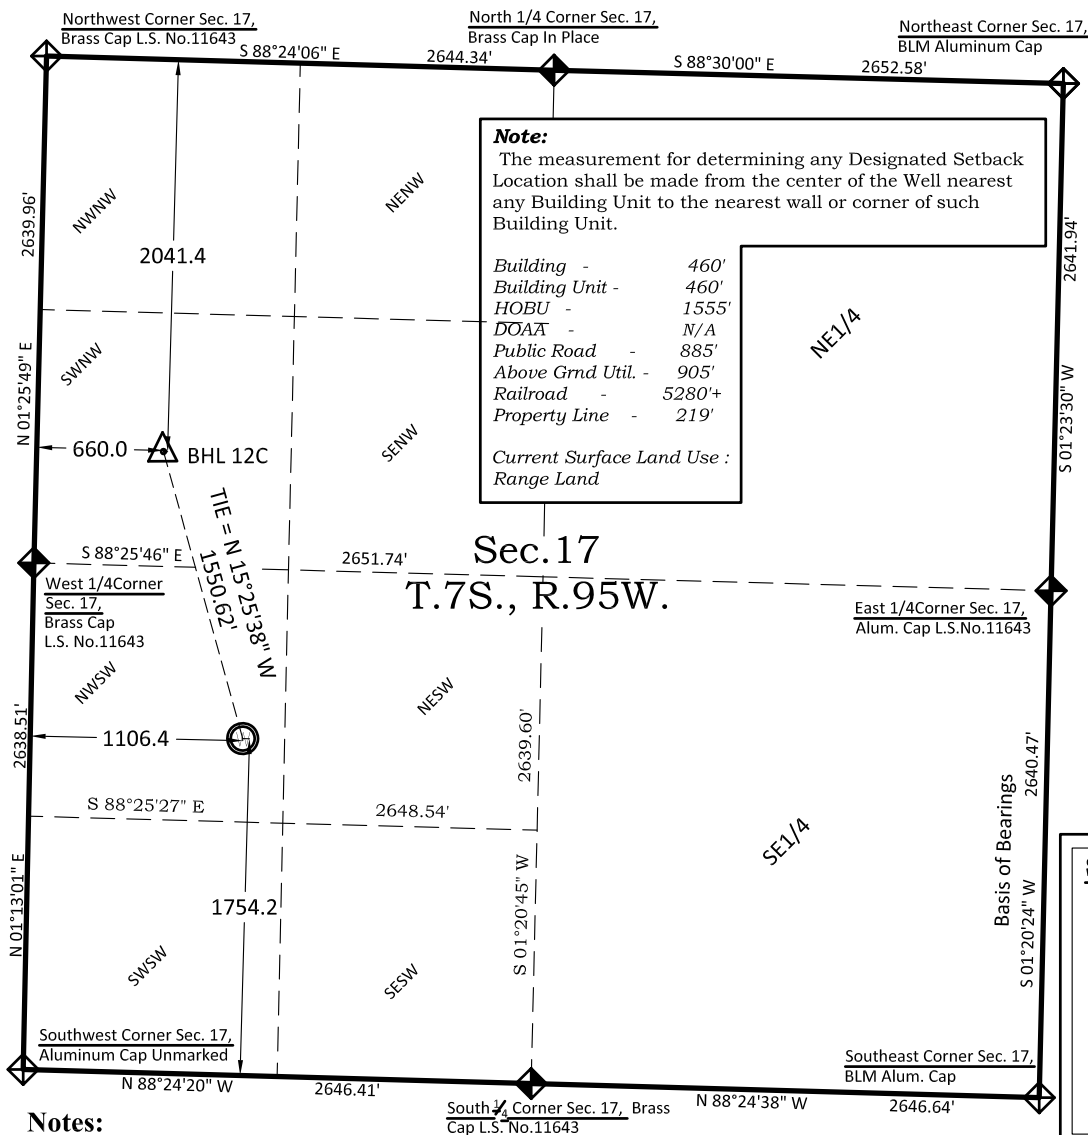 Northwest Corner Sec. 17,
Brass Cap L.S. No.11643
North 1/4 Corner Sec. 17,
Brass Cap In Place
Northeast Corner Sec. 17,
BLM Aluminum Cap
S 88°24'06" E
2644.34'
S 88°30'00" E
2652.58'
Note:
The measurement for determining any Designated Setback
Location shall be made from the center of the Well nearest
any Building Unit to the nearest wall or corner of such
Building Unit.
Building - 460'
Building Unit - 460'
HOBU - 1555'
DOAA - N/A
Public Road - 885'
Above Grnd Util. - 905'
Railroad - 5280'+
Property Line - 219'
Current Surface Land Use :
Range Land
2639.96'
NWNW
NENW
2041.4
2641.94'
NE1/4
SWNW
N 01°25'49" E
SENW
S 01°23'30" W
660.0
BHL 12C
TIE = N 15°25'38" W
1550.62'
S 88°25'46" E
2651.74'
Sec.17
T.7S., R.95W.
West 1/4Corner
Sec. 17,
Brass Cap
L.S. No.11643
East 1/4Corner Sec. 17,
Alum. Cap L.S.No.11643
NWSW
NESW
2638.51'
1106.4
2639.60'
2640.47'
S 88°25'27" E
2648.54'
SE1/4
Basis of Bearings
N 01°13'01" E
1754.2
S 01°20'45" W
S 01°20'24" W
SWSW
SESW
Southwest Corner Sec. 17,
Aluminum Cap Unmarked
Southeast Corner Sec. 17,
BLM Alum. Cap
N 88°24'20" W
2646.41'
South 1/4 Corner Sec. 17, Brass
Cap L.S. No.11643
N 88°24'38" W
2646.64'
Notes: